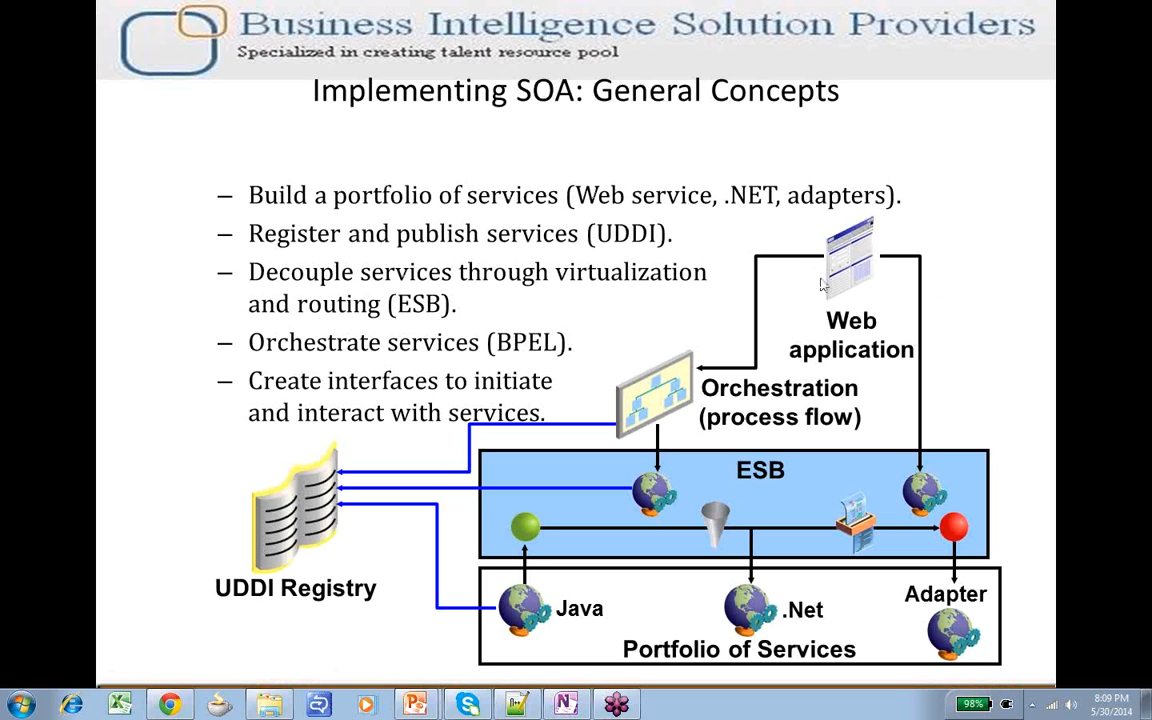 Business Intelligence Solution Providers
Specialized in creating talent resource pool
Implementing SOA: General Concepts
– Build a portfolio of services (Web service, .NET, adapters).
– Register and publish services (UDDI).
– Decouple services through virtualization
and routing (ESB).
– Orchestrate services (BPEL).
– Create interfaces to initiate
and interact with services.
Web
application
Orchestration
(process flow)
ESB
UDDI Registry
Java
.Net
Adapter
Portfolio of Services
98%
8:09 PM
5/30/2014